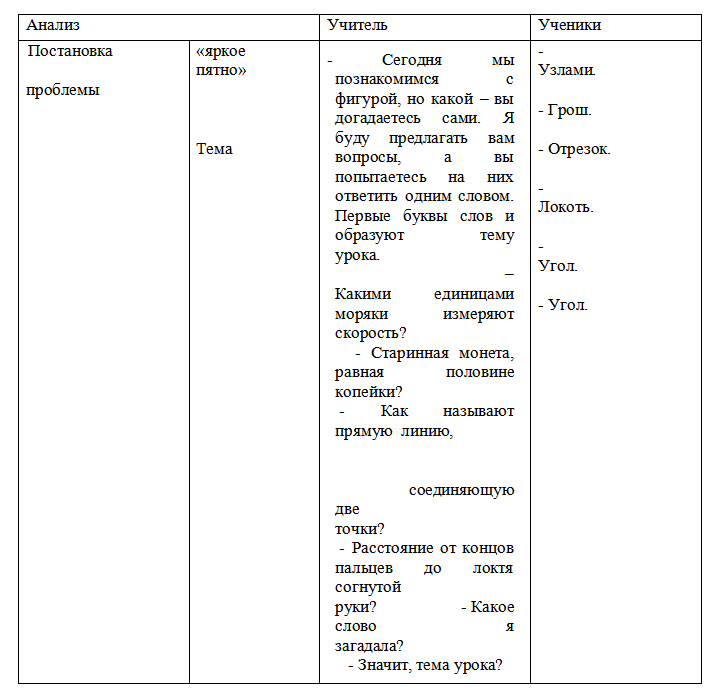 Анализ
Учитель
Ученики
Постановка
проблемы
«яркое
пятно»
Тема
- Сегодня мы
познакомимся с
фигурой, но какой – вы
догадаетесь сами. Я
буду предлагать вам
вопросы, а вы
попытаетесь на них
ответить одним словом.
Первые буквы слов и
образуют тему
урока.
–
Какими единицами
моряки измеряют
скорость?
- Старинная монета,
равная половине
копейки?
- Как называют
прямую линию,
соединяющую
две
точки?
- Расстояние от концов
пальцев до локтя
согнутой
руки? - Какое
слово я
загадала?
- Значит, тема урока?
-
Узлами.
- Грош.
- Отрезок.
-
Локоть.
-
Угол.
- Угол.